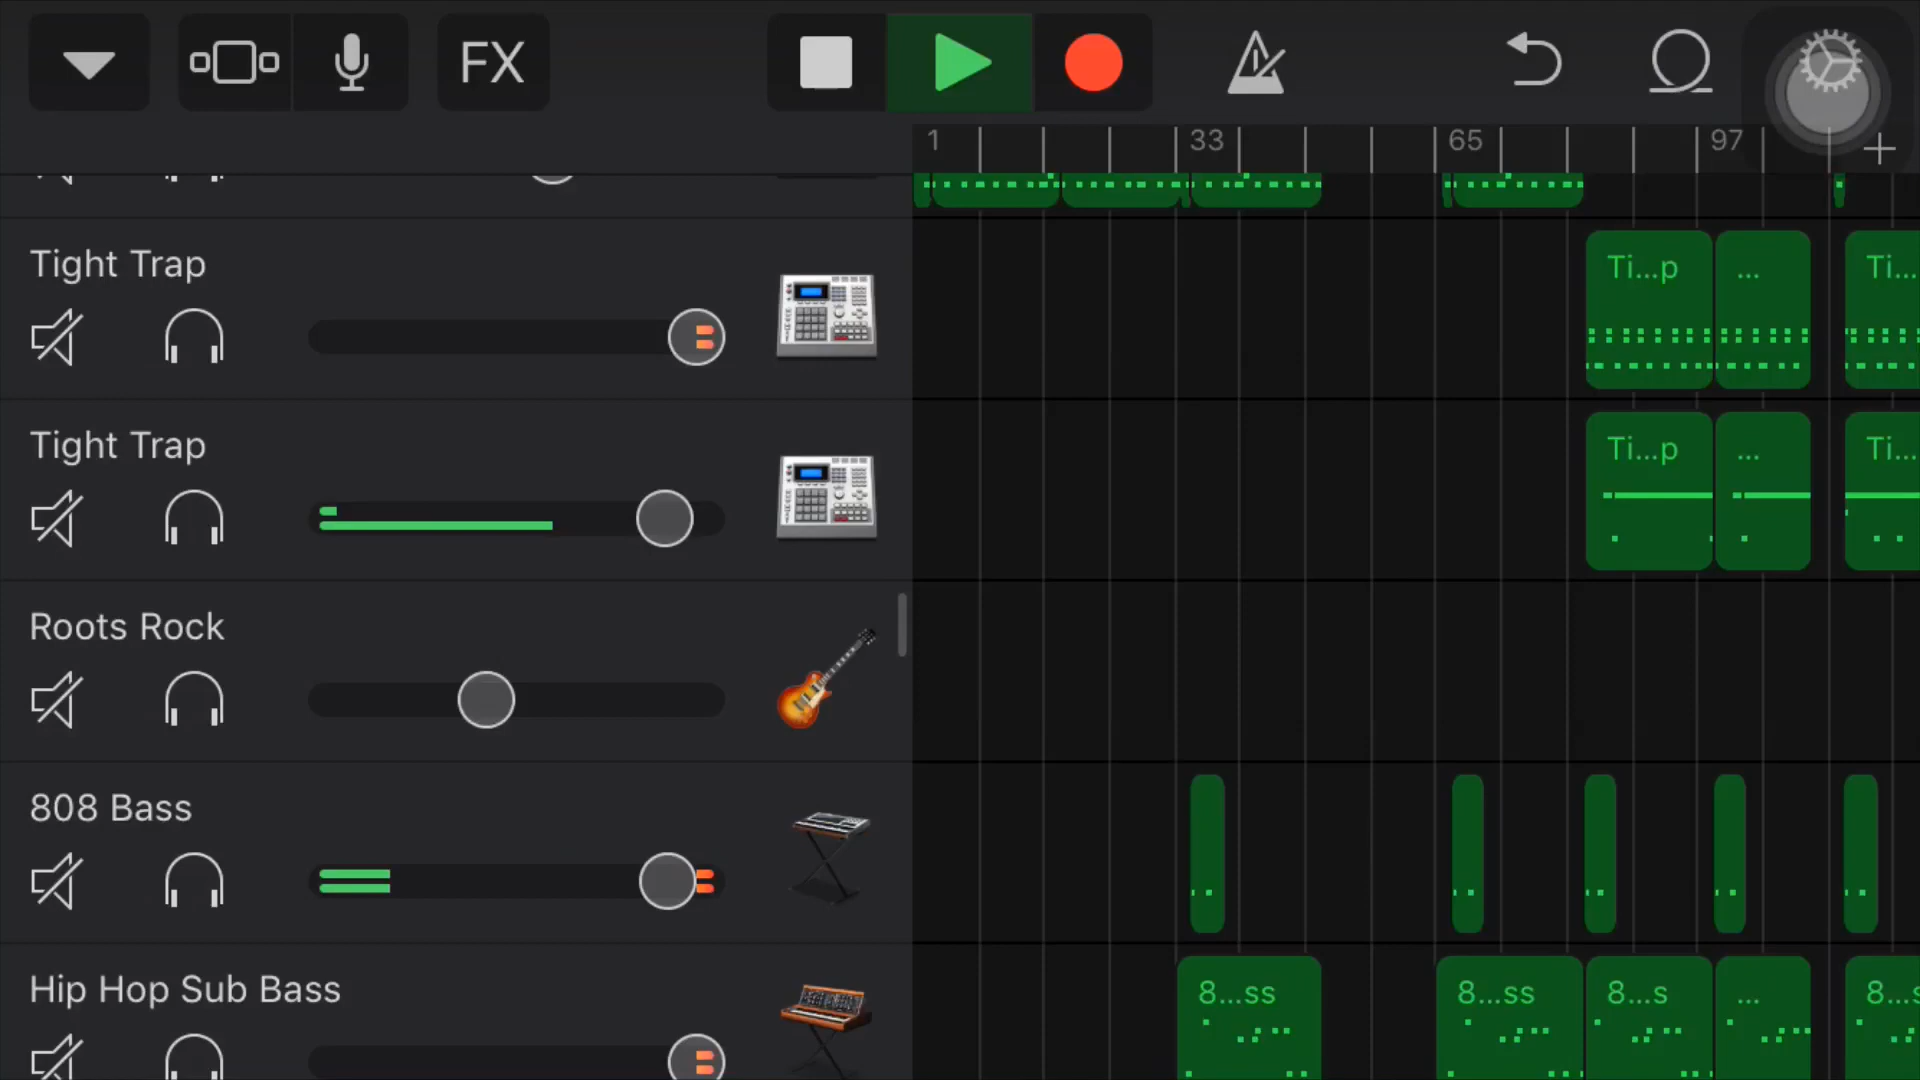 FX
1 33 65 97
Tight Trap
Ti...p ... Ti...
Tight Trap
Ti...p ... Ti...
Roots Rock
808 Bass
Hip Hop Sub Bass
8...ss 8...ss 8...s ... 8...s